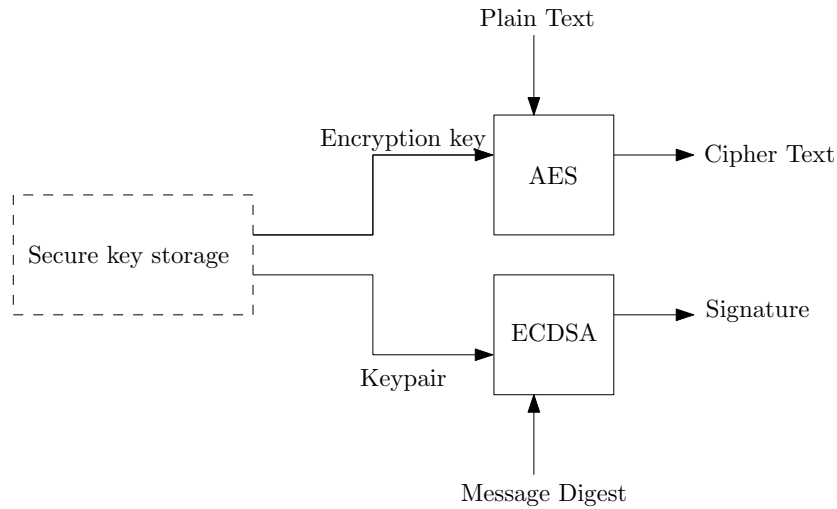 Plain Text
Encryption key
AES
Cipher Text
Secure key storage
ECDSA
Signature
Keypair
Message Digest